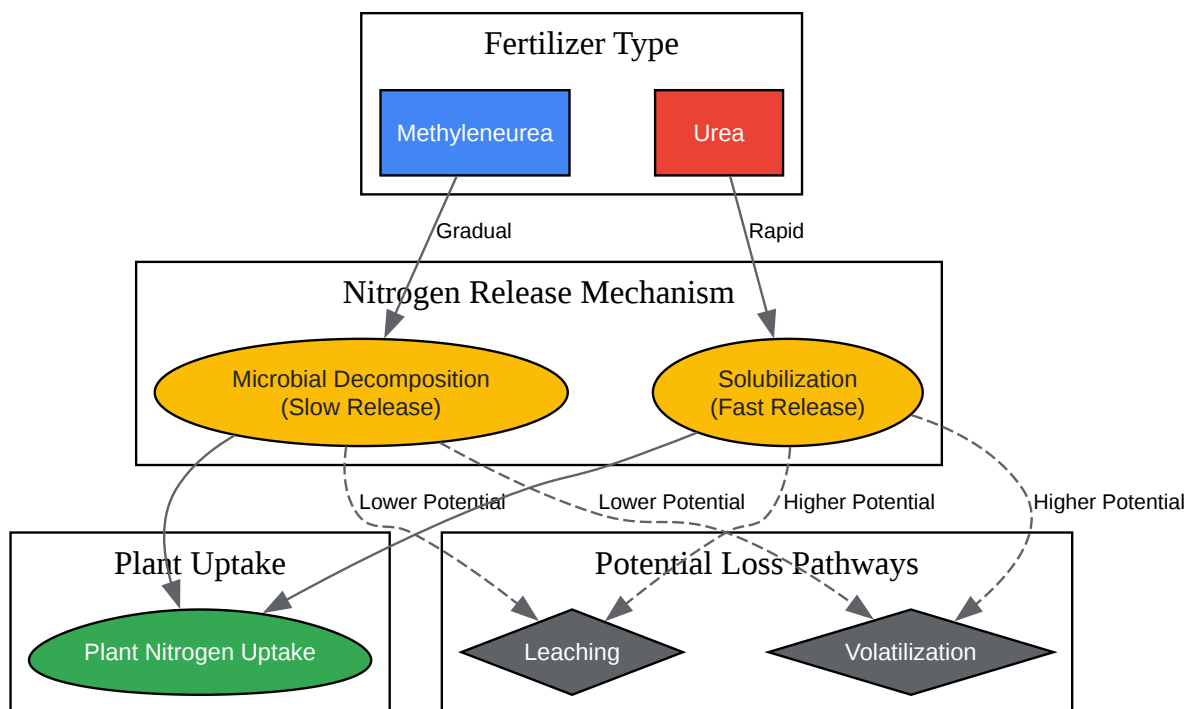 Fertilizer Type
Methyleneurea
Urea
Gradual
Rapid
Nitrogen Release Mechanism
Microbial Decomposition
(Slow Release)
Solubilization
(Fast Release)
Lower Potential
Lower Potential
Higher Potential
Higher Potential
Plant Uptake
Potential Loss Pathways
Plant Nitrogen Uptake
Leaching
Volatilization